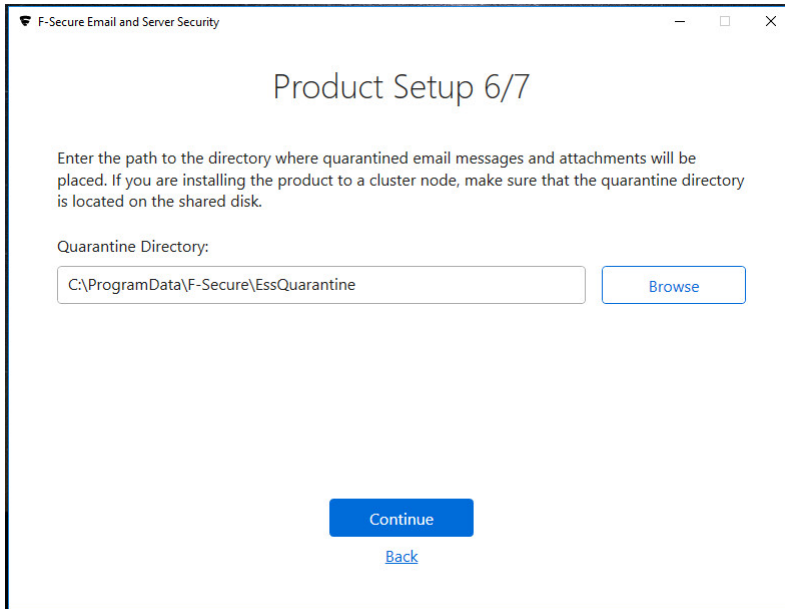 F-Secure Email and Server Security
Product Setup 6/7
Enter the path to the directory where quarantined email messages and attachments will be
placed. If you are installing the product to a cluster node, make sure that the quarantine directory
is located on the shared disk.
Quarantine Directory:
C:\ProgramData\F-Secure\EssQuarantine
Browse
Continue
Back